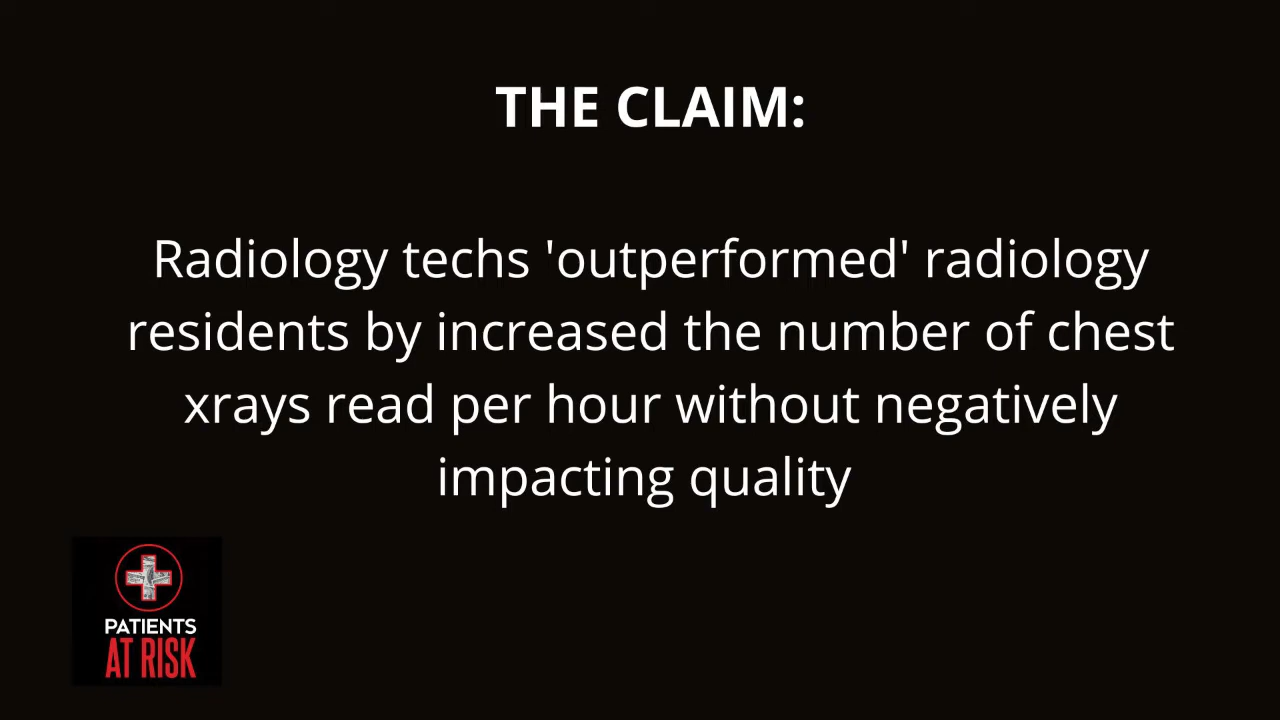 THE CLAIM:
Radiology techs 'outperformed' radiology
residents by increased the number of chest
xrays read per hour without negatively
impacting quality
PATIENTS
AT RISK